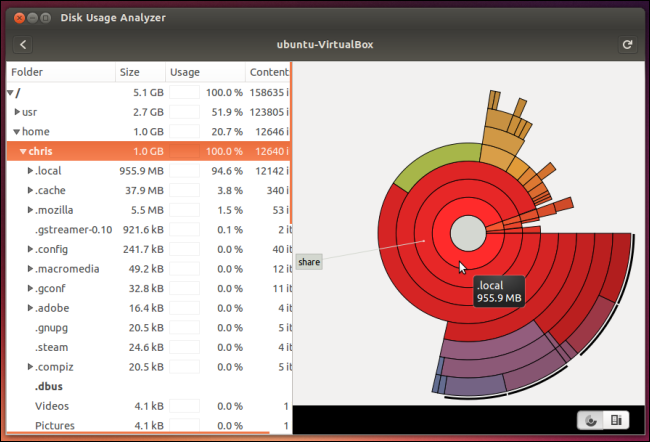 Disk Usage Analyzer
ubuntu-VirtualBox
Folder Size Usage Content
/ 5.1 GB 100.0 % 158635 i
usr 2.7 GB 51.9 % 123805 i
home 1.0 GB 20.7 % 12646 i
chris 1.0 GB 100.0 % 12640 i
.local 955.9 MB 94.6 % 12142 i
.cache 37.9 MB 3.8 % 340 i
.mozilla 5.5 MB 1.5 % 53 i
.gstreamer-0.10 921.6 kB 0.1 % 2 it
.config 241.7 kB 0.0 % 40 it
.macromedia 49.2 kB 0.0 % 12 it
.gconf 32.8 kB 0.0 % 11 it
.adobe 16.4 kB 0.0 % 4 it
.gnupg 20.5 kB 0.0 % 4 it
.steam 24.6 kB 0.0 % 4 it
.compiz 20.5 kB 0.0 % 5 it
.dbus
Videos 4.1 kB 0.0 % 1
Pictures 4.1 kB 0.0 % 1
share
.local
955.9 MB